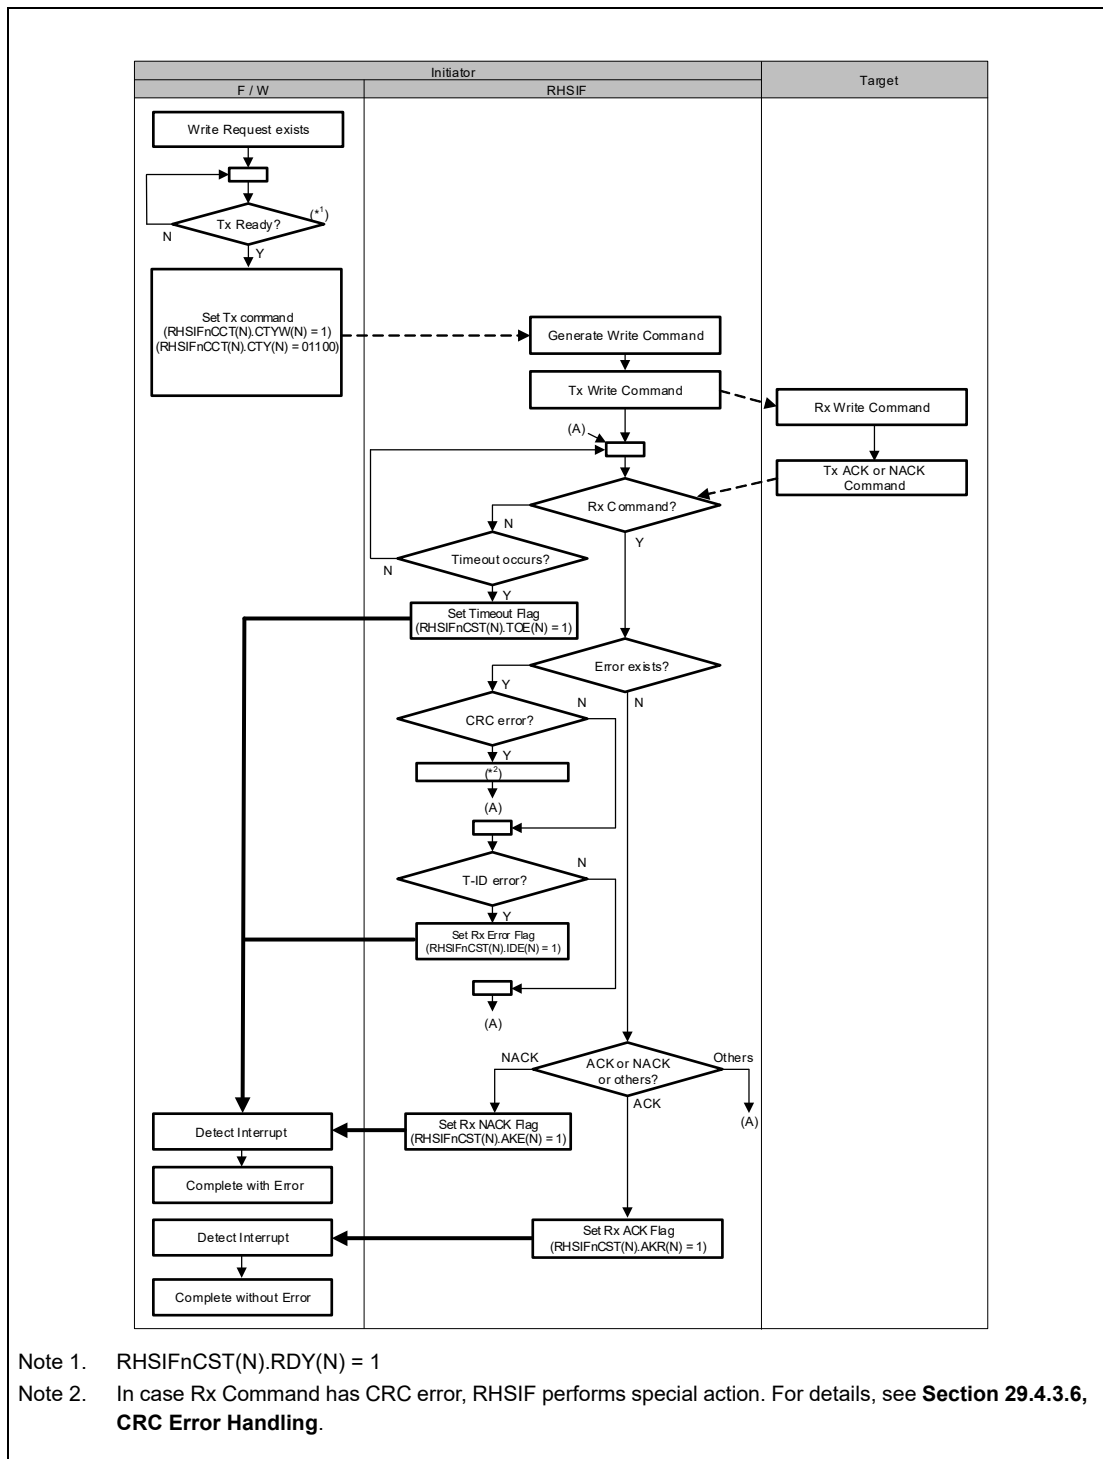 Initiator
Target
F / W
RHSIF
Write Request exists
Tx Ready?
(*1)
N
Y
Set Tx command
(RHSIFnCCT(N).CTYW(N) = 1)
(RHSIFnCCT(N).CTY(N) = 01100)
Generate Write Command
Tx Write Command
Rx Write Command
(A)
Tx ACK or NACK
Command
Rx Command?
N
Y
Timeout occurs?
N
Y
Set Timeout Flag
(RHSIFnCST(N).TOE(N) = 1)
Error exists?
Y
N
CRC error?
N
Y
(*2)
(A)
T-ID error?
N
Y
Set Rx Error Flag
(RHSIFnCST(N).IDE(N) = 1)
(A)
NACK
ACK or NACK
or others?
Others
ACK
(A)
Detect Interrupt
Set Rx NACK Flag
(RHSIFnCST(N).AKE(N) = 1)
Complete with Error
Detect Interrupt
Set Rx ACK Flag
(RHSIFnCST(N).AKR(N) = 1)
Complete without Error
Note 1. RHSIFnCST(N).RDY(N) = 1
Note 2. In case Rx Command has CRC error, RHSIF performs special action. For details, see Section 29.4.3.6,
CRC Error Handling.